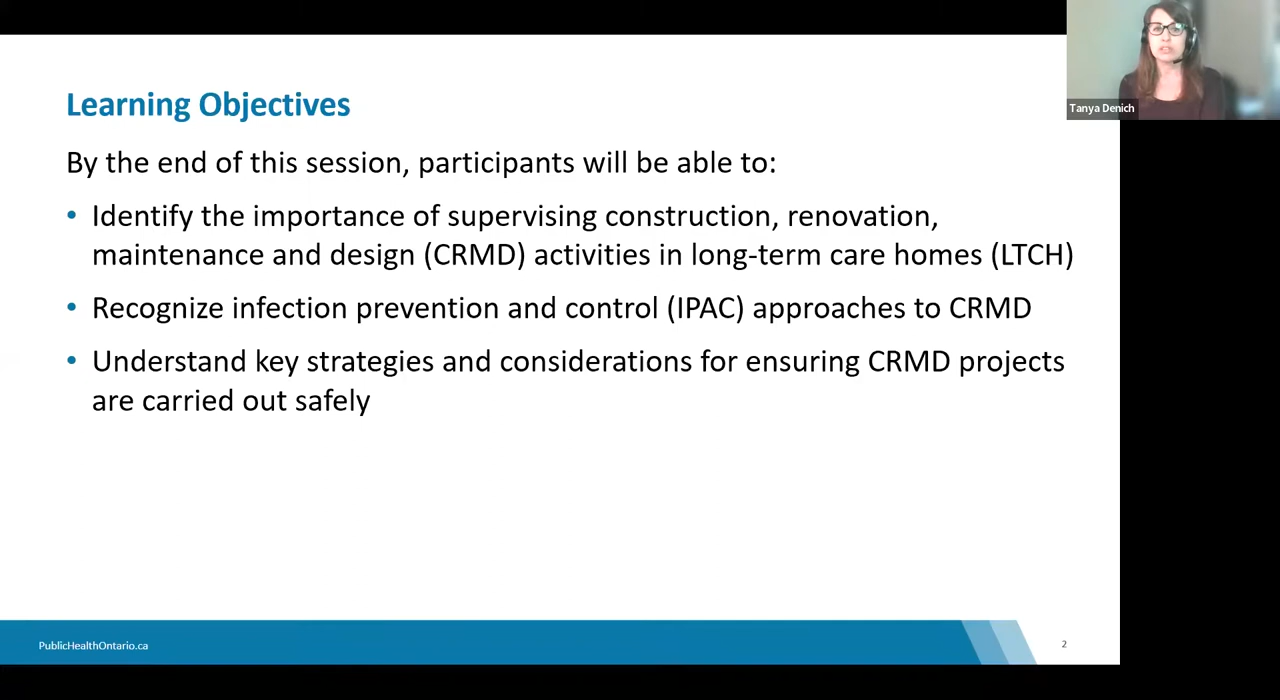 Learning Objectives
By the end of this session, participants will be able to:
• Identify the importance of supervising construction, renovation,
maintenance and design (CRMD) activities in long-term care homes (LTCH)
• Recognize infection prevention and control (IPAC) approaches to CRMD
• Understand key strategies and considerations for ensuring CRMD projects
are carried out safely
Tanya Denich
PublicHealthOntario.ca
2